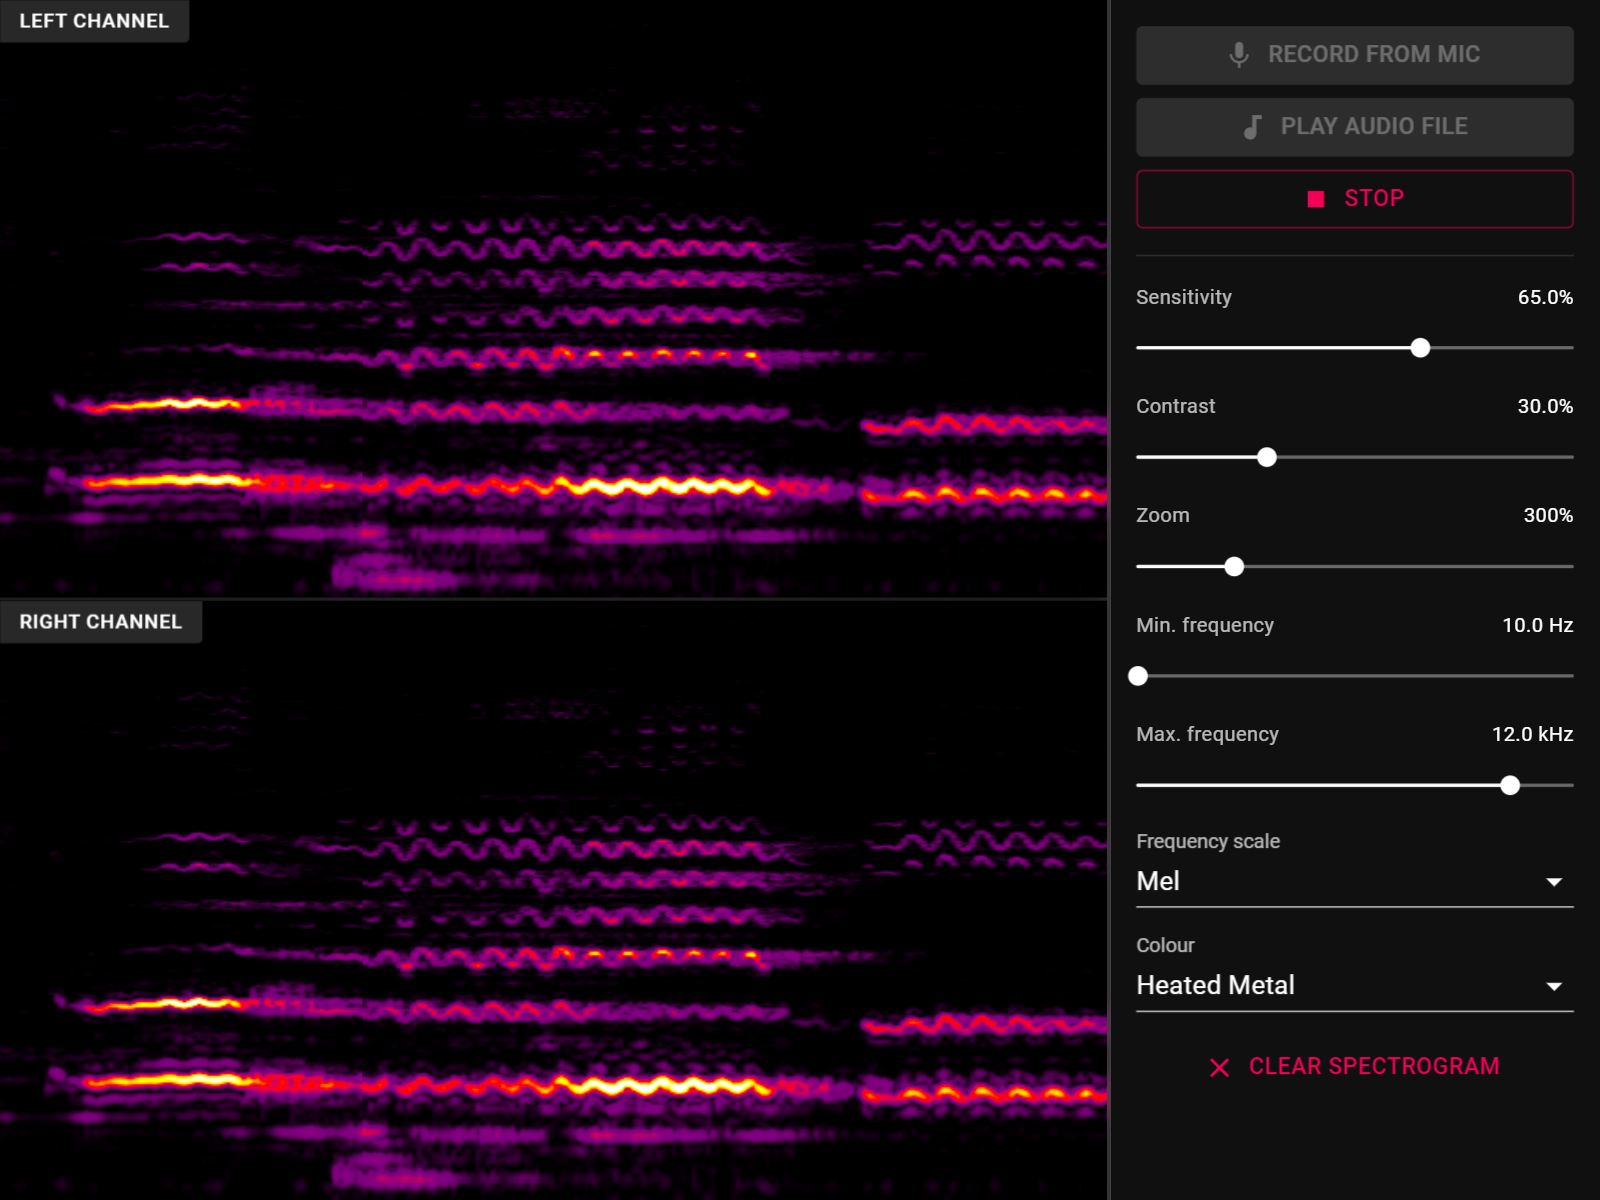 LEFT CHANNEL
RIGHT CHANNEL
RECORD FROM MIC
PLAY AUDIO FILE
STOP
Sensitivity 65.0%
Contrast 30.0%
Zoom 300%
Min. frequency 10.0 Hz
Max. frequency 12.0 kHz
Frequency scale
Mel
Colour
Heated Metal
CLEAR SPECTROGRAM